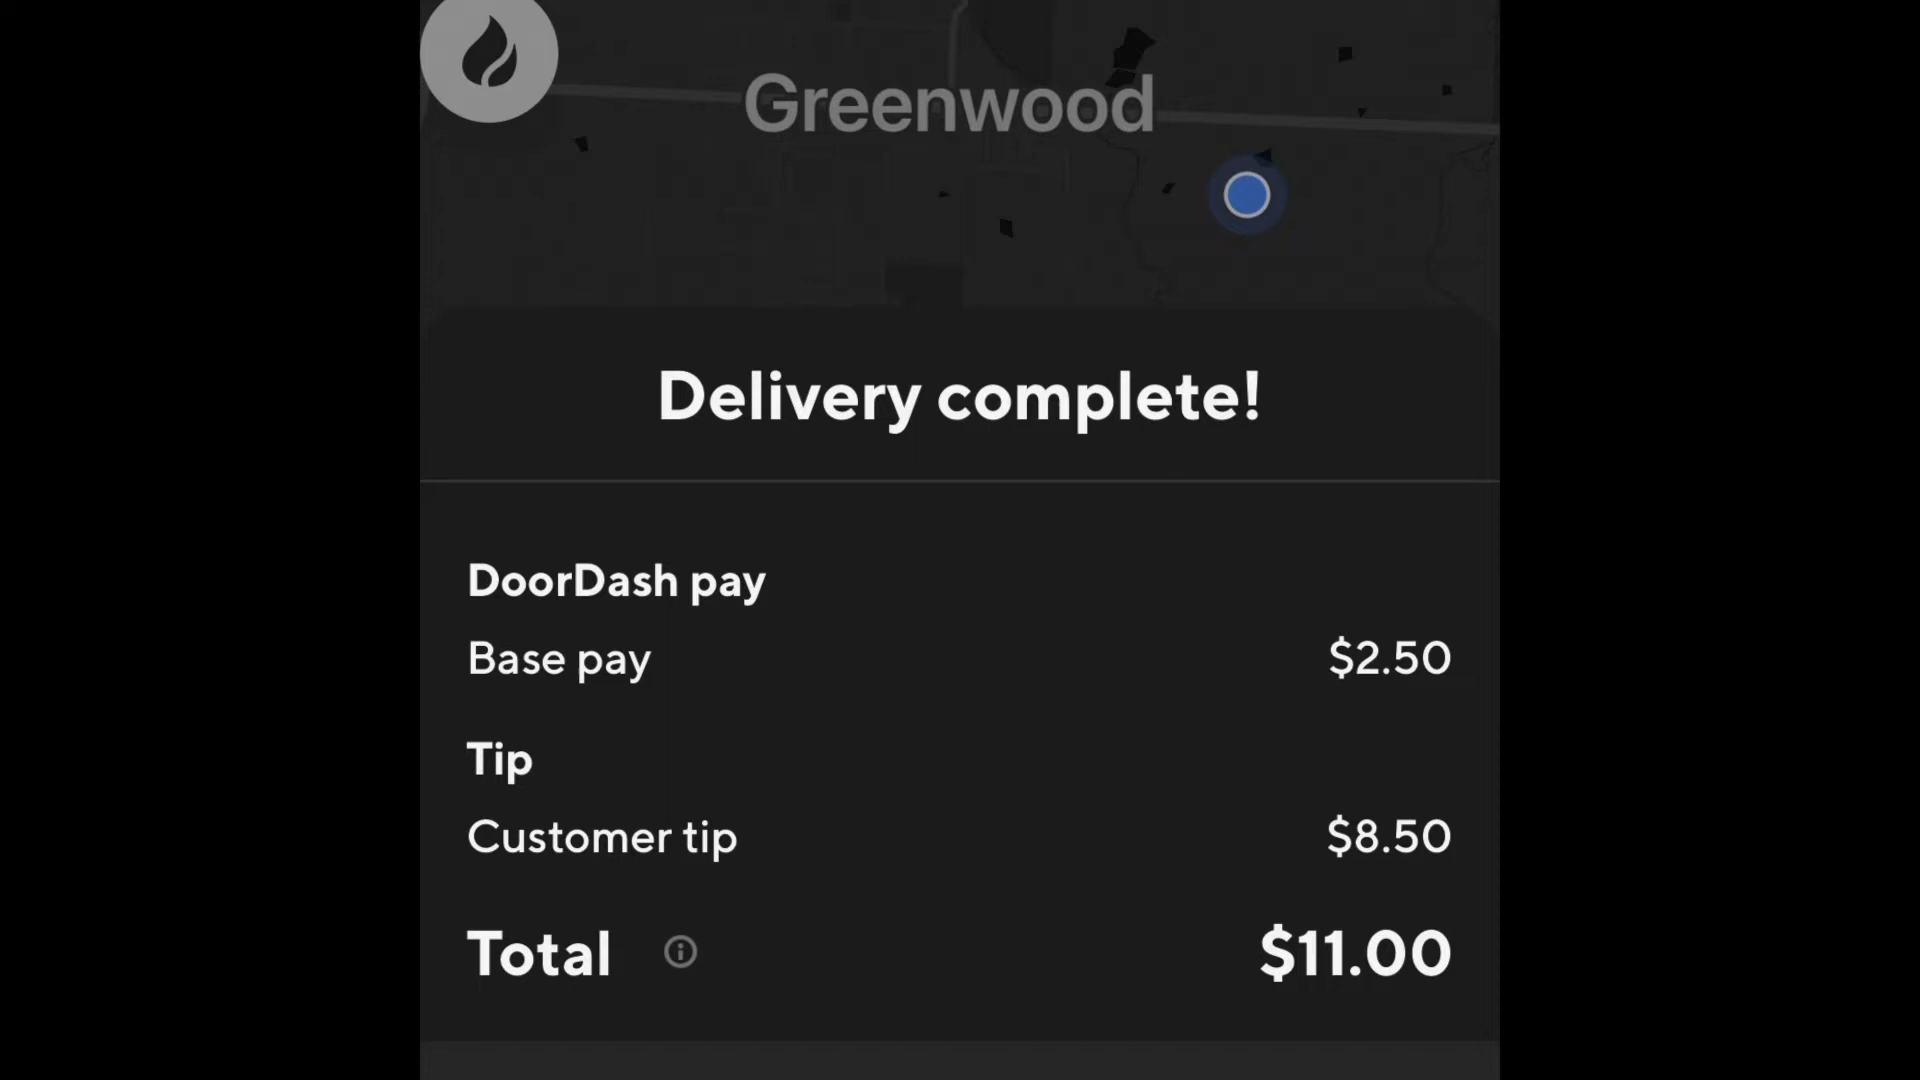 Greenwood
Delivery complete!
DoorDash pay
Base pay $2.50
Tip
Customer tip $8.50
Total $11.00